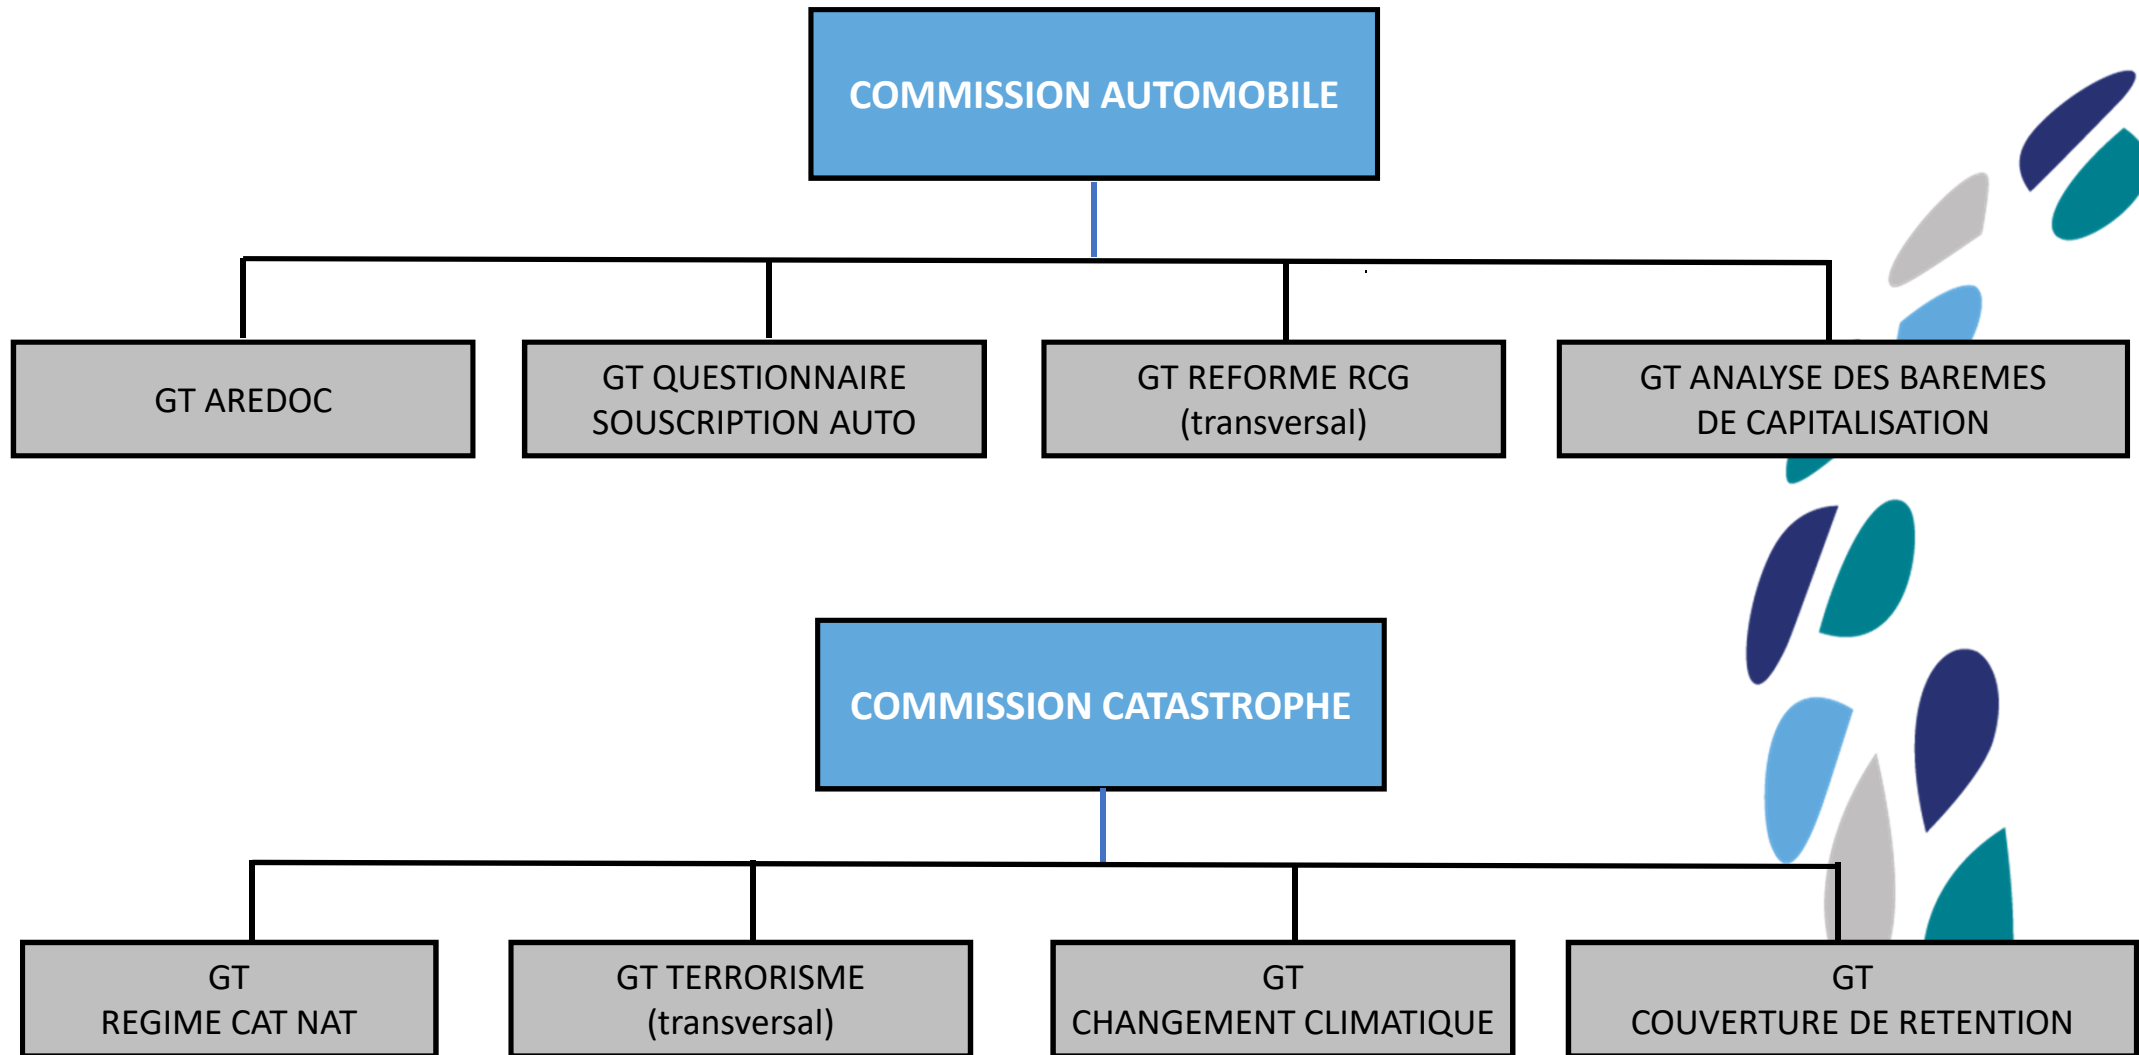 COMMISSION AUTOMOBILE
GT AREDOC
GT QUESTIONNAIRE
SOUSCRIPTION AUTO
GT REFORME RCG
(transversal)
GT ANALYSE DES BAREMES
DE CAPITALISATION
COMMISSION CATASTROPHE
GT
REGIME CAT NAT
GT TERRORISME
(transversal)
GT
CHANGEMENT CLIMATIQUE
GT
COUVERTURE DE RETENTION